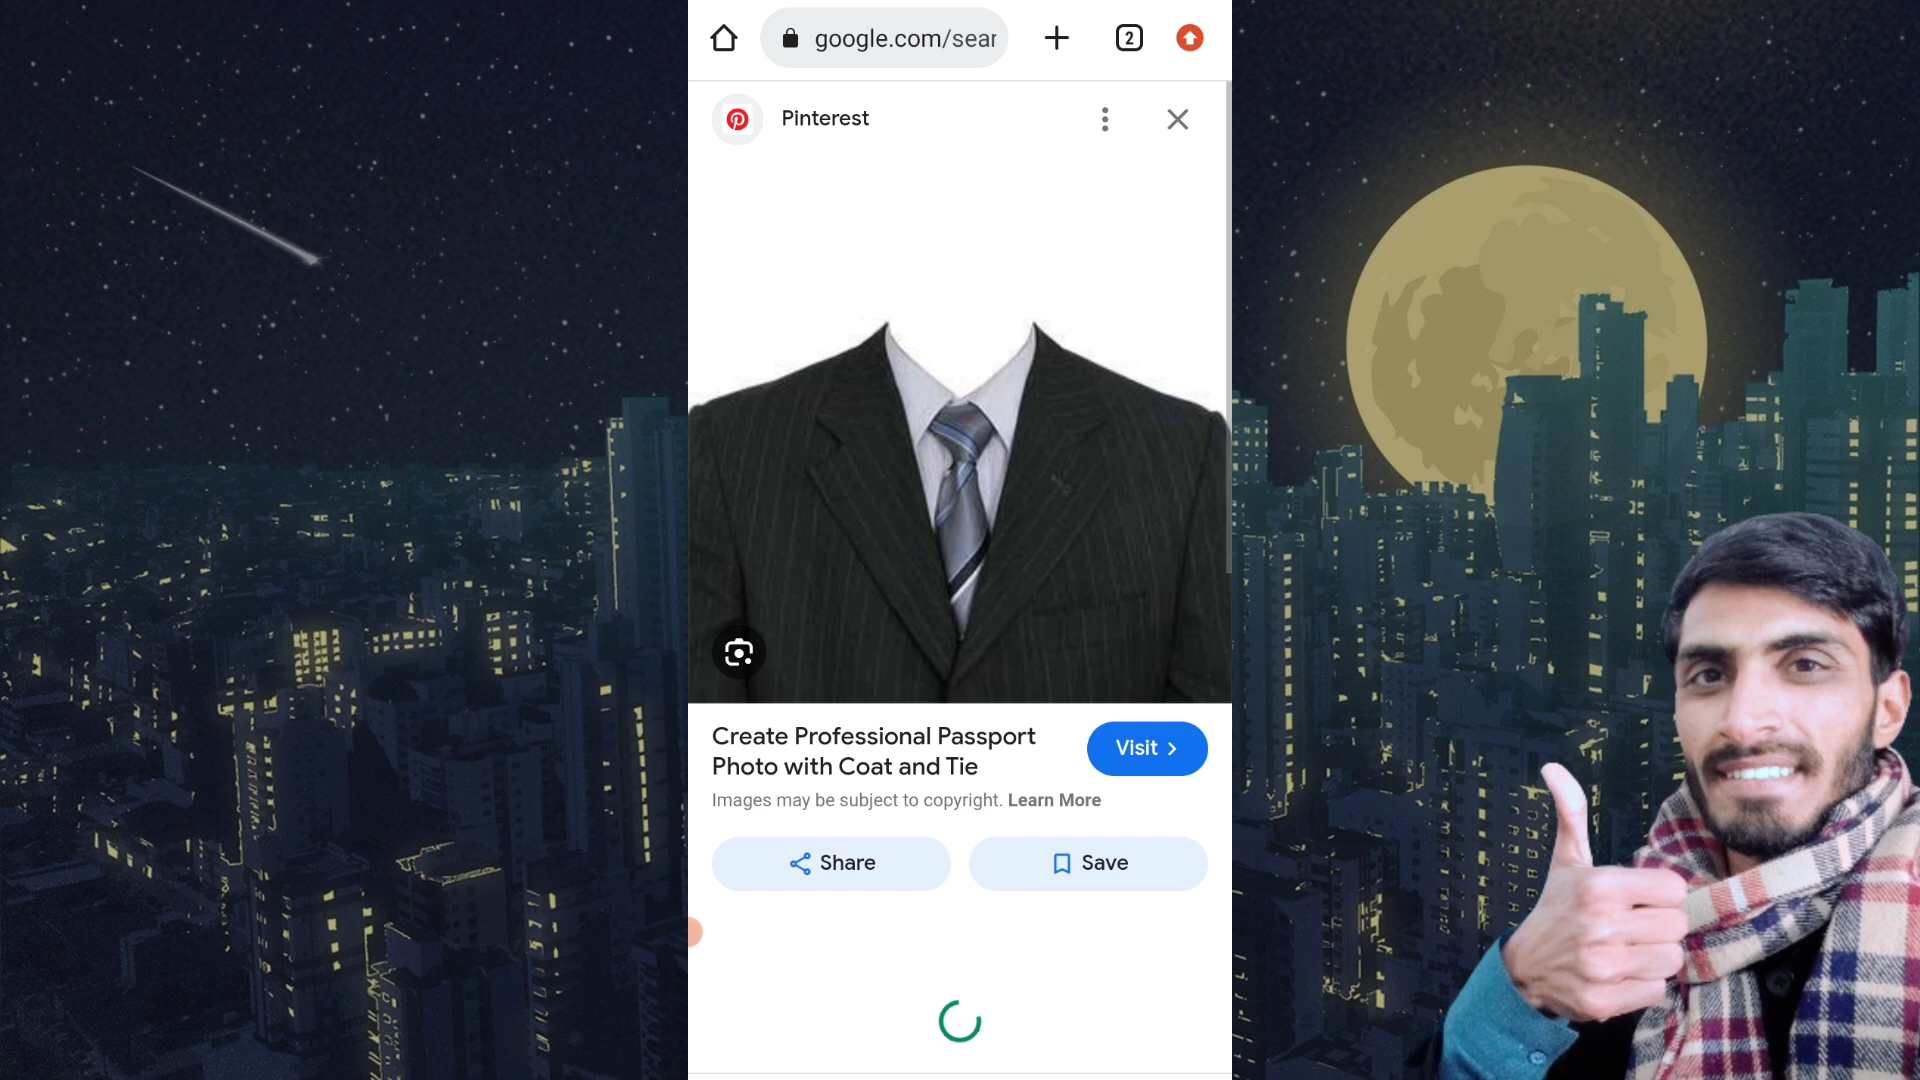 google.com/sear
2
Pinterest
Create Professional Passport
Photo with Coat and Tie
Visit
Images may be subject to copyright. Learn More
Share
Save